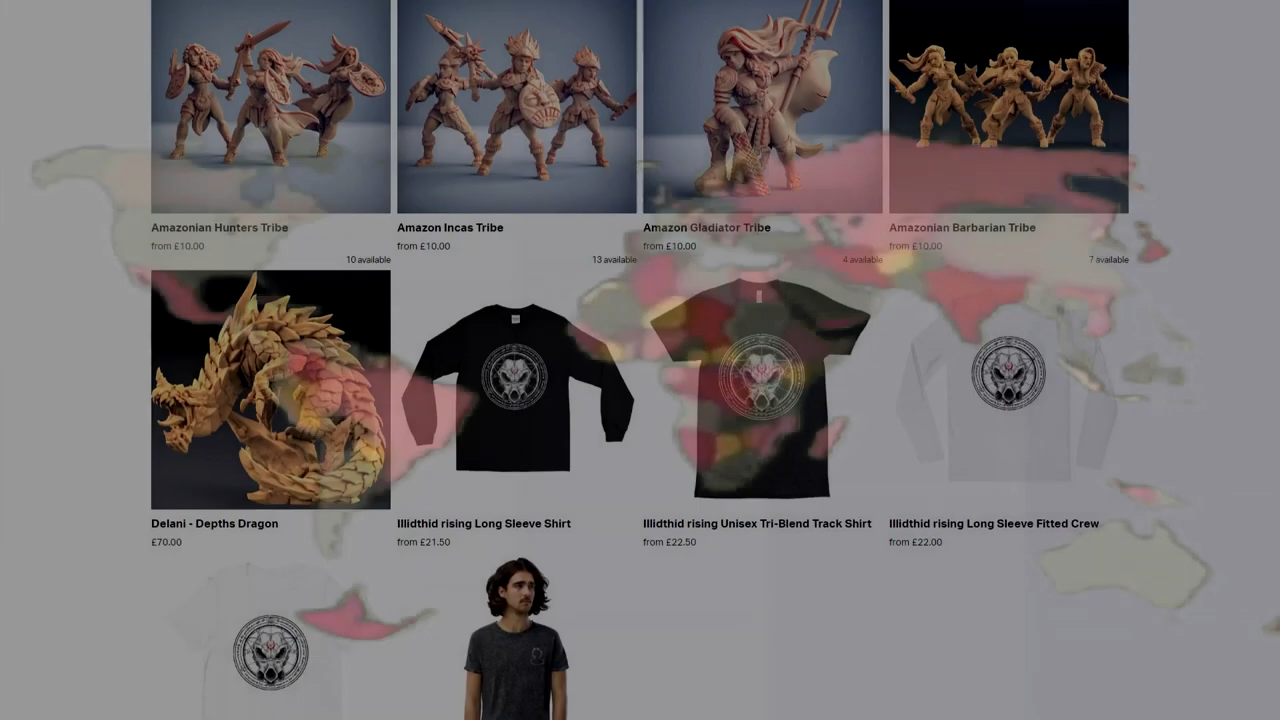 Amazonian Hunters Tribe
from £10.00
10 available
Amazon Incas Tribe
from £10.00
13 available
Amazon Gladiator Tribe
from £10.00
4 available
Amazonian Barbarian Tribe
from £10.00
7 available
Delani - Depths Dragon
£70.00
Illidthid rising Long Sleeve Shirt
from £21.50
Illidthid rising Unisex Tri-Blend Track Shirt
from £22.50
Illidthid rising Long Sleeve Fitted Crew
from £22.00